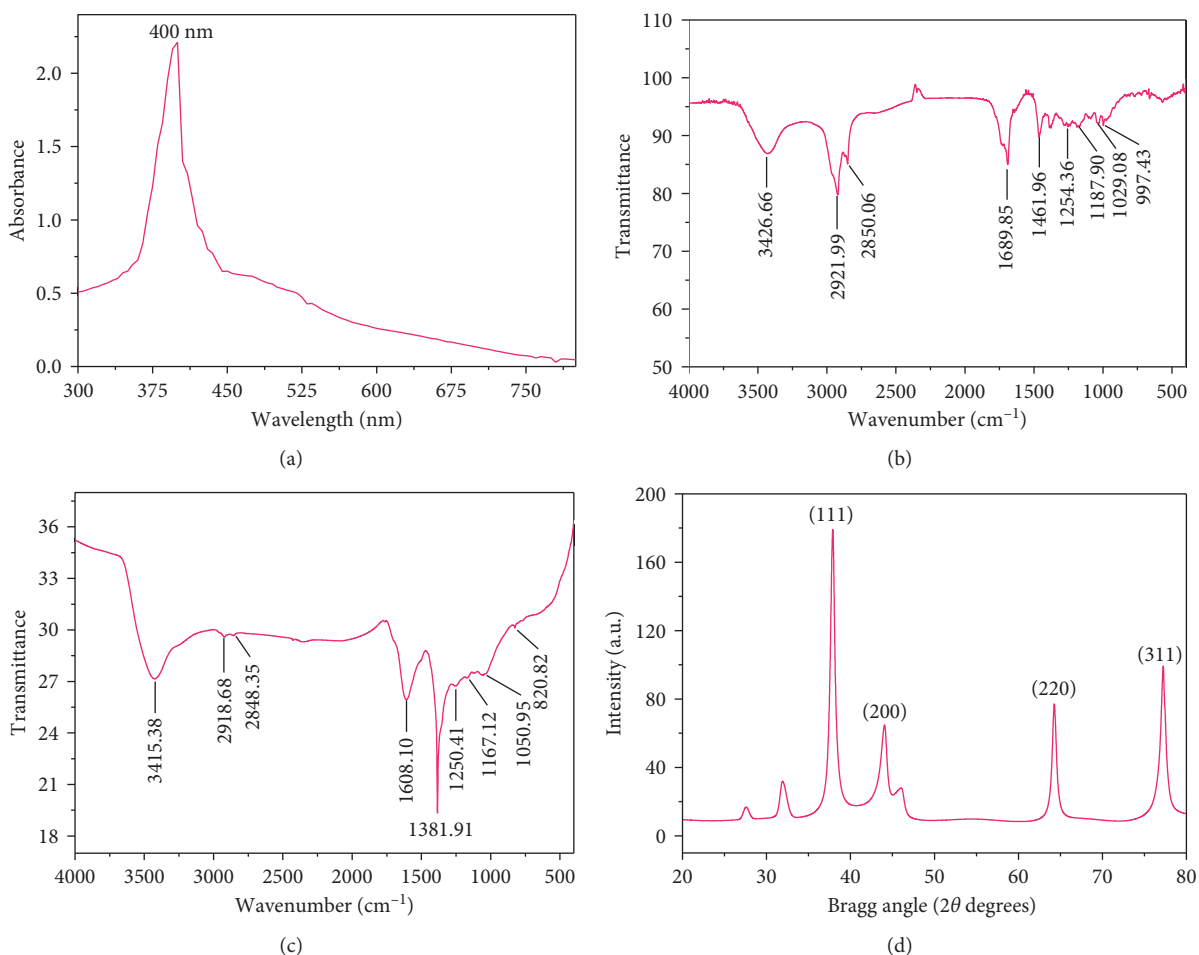 400 nm
2.0
1.5
1.0
0.5
0.0
Absorbance
300 375 450 525 600 675 750
Wavelength (nm)
(a)
110
100
90
80
70
60
50
Transmittance
3426.66
2921.99
2850.06
1689.85
1461.96
1254.36
1187.90
1029.08
997.43
4000 3000 2500 2000 1500 1000 500
Wavenumber (cm⁻¹)
(b)
36
33
30
27
24
21
18
Transmittance
3415.38
2918.68
2848.35
1608.10
1381.91
1250.41
1167.12
1050.95
820.82
4000 3000 2500 2000 1500 1000 500
Wavenumber (cm⁻¹)
(c)
200
160
120
80
40
0
Intensity (a.u.)
(111)
(200)
(220)
(311)
20 30 40 50 60 70 80
Bragg angle (2θ degrees)
(d)